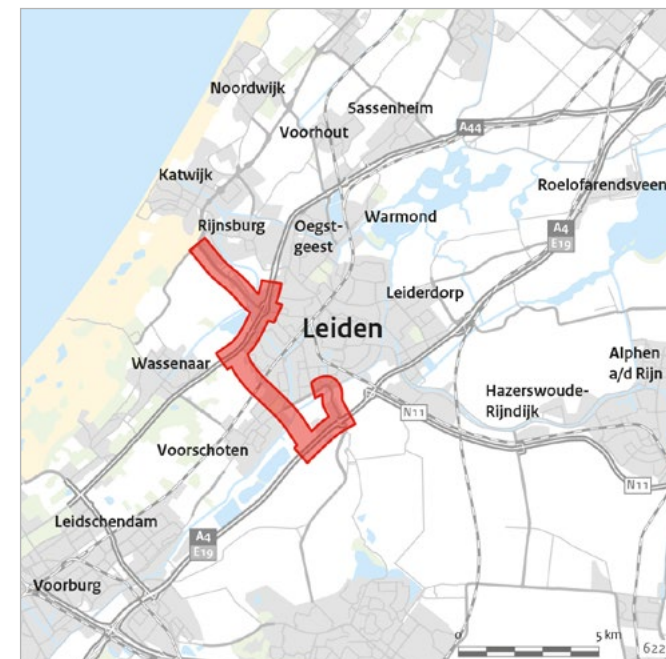 Noordwijk
Sassenheim
Voorhout
A44
Katwijk
Roelofarendsveen
Rijnsburg
Oegst-
geest
Warmond
A4
E19
Leiderdorp
Leiden
Wassenaar
Alphen
a/d Rijn
Hazerswoude-
Rijndijk
N11
Voorschoten
N11
Leidschendam
A4
E19
Voorburg
0
5 km
622